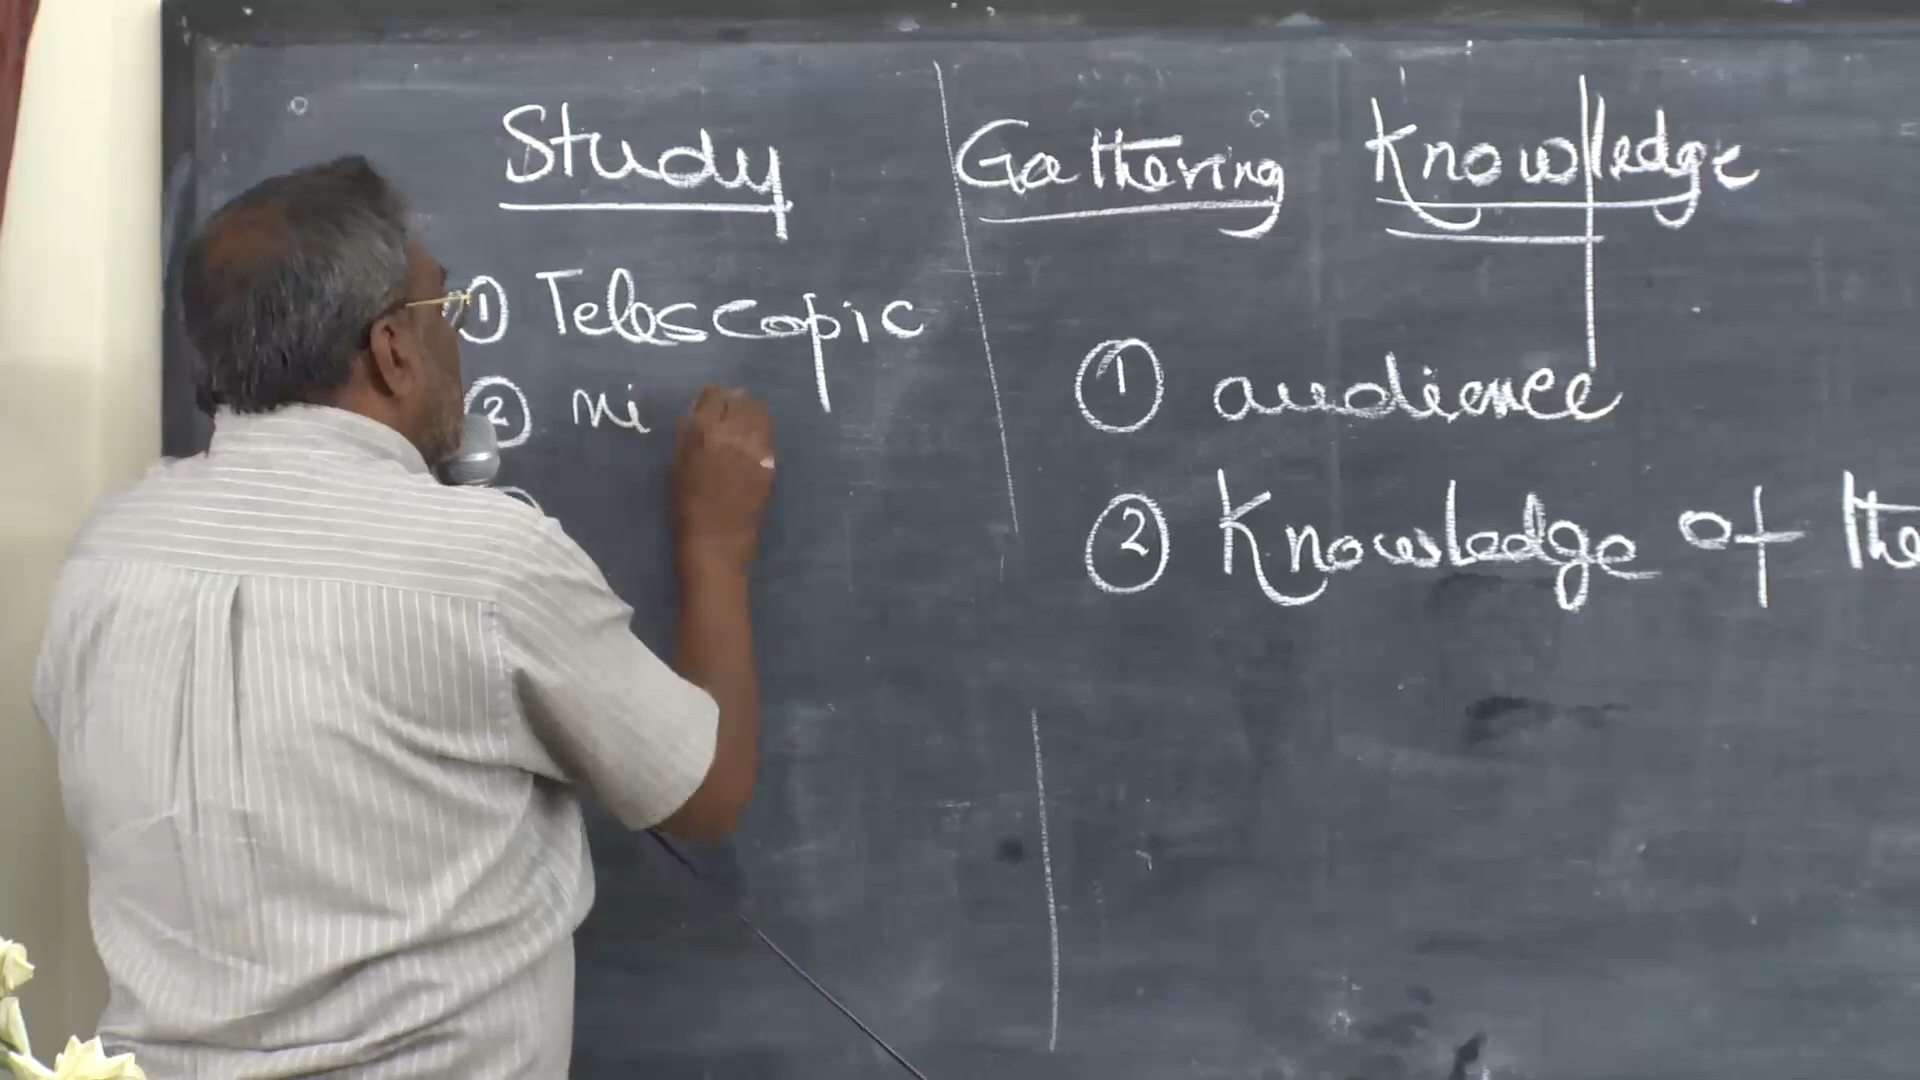 Study
① Telescopic
② mi
Gathering Knowledge
① audience
② Knowledge of the